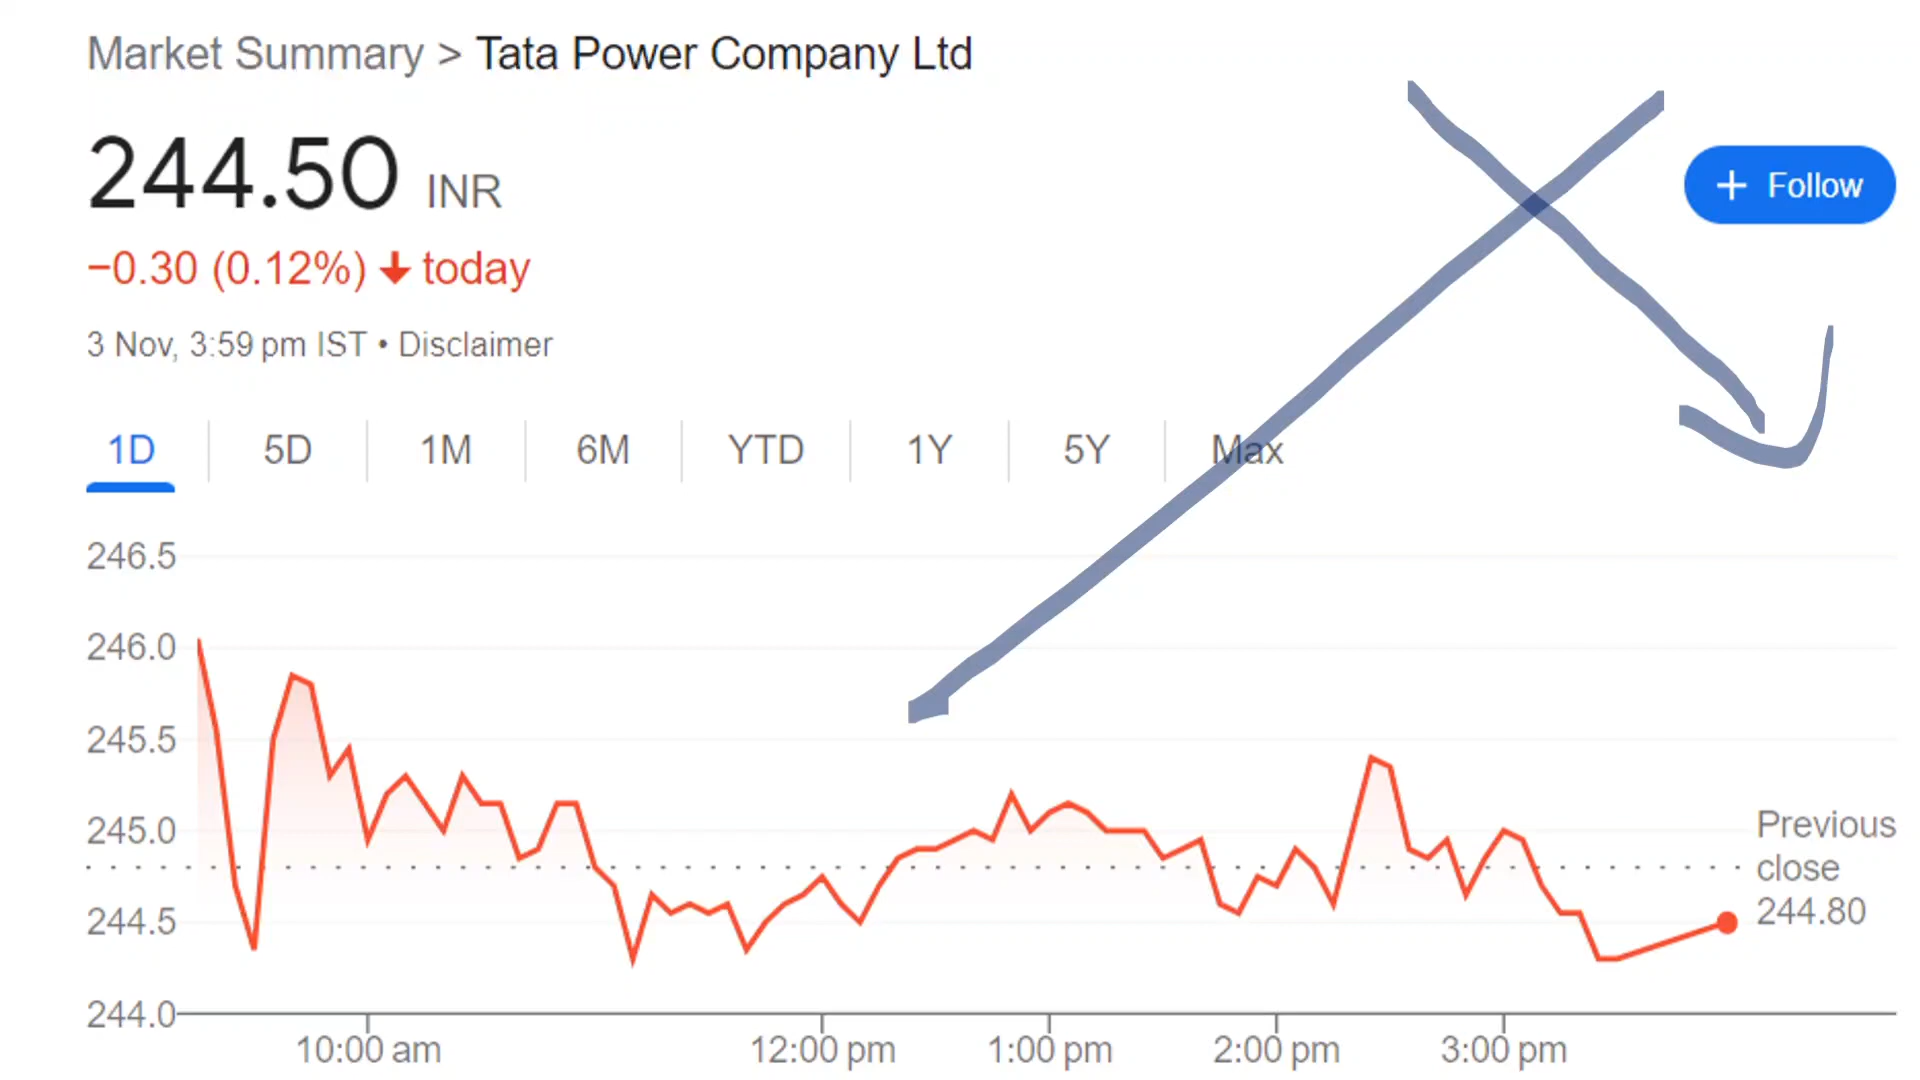 Market Summary > Tata Power Company Ltd
244.50 INR
+ Follow
−0.30 (0.12%) ↓ today
3 Nov, 3:59 pm IST • Disclaimer
1D 5D 1M 6M YTD 1Y 5Y Max
246.5
246.0
245.5
245.0
244.5
244.0
Previous
close
244.80
10:00 am 12:00 pm 1:00 pm 2:00 pm 3:00 pm